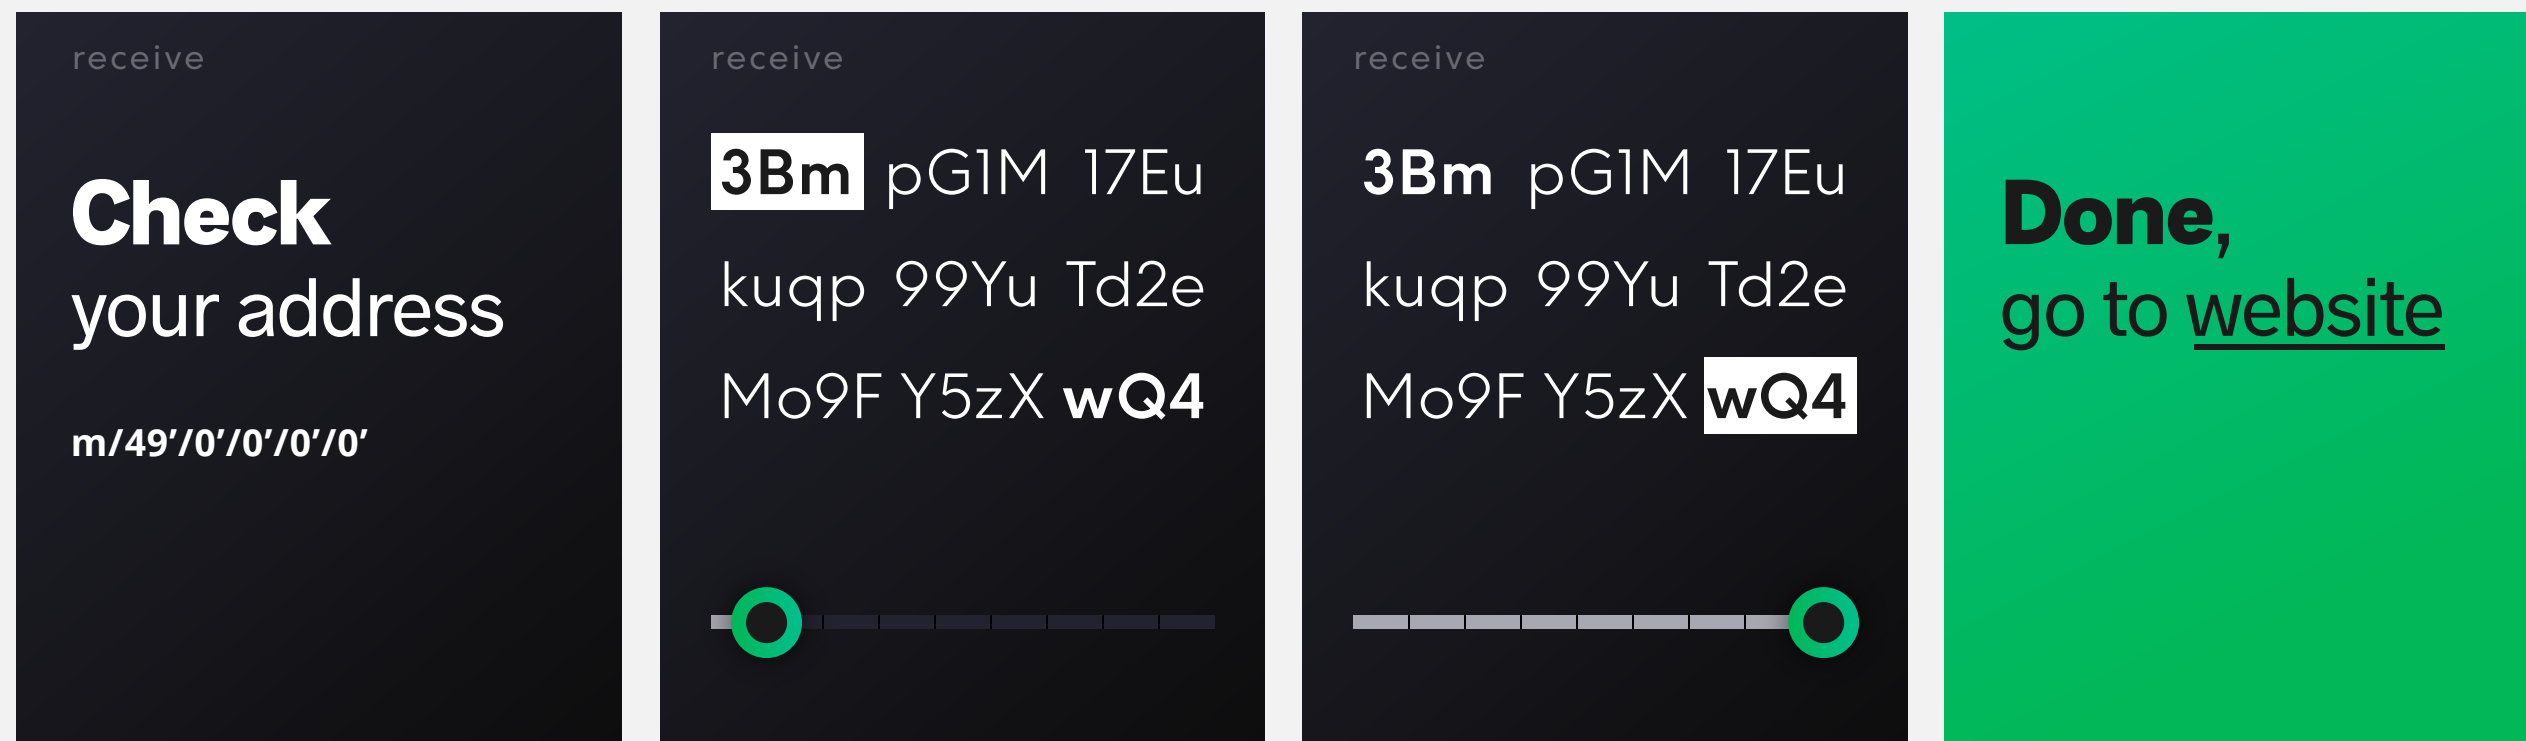 receive
Check
your address
m/49′/0′/0′/0′/0′
receive
3Bm pG1M 17Eu
kuqp 99Yu Td2e
Mo9F Y5zX wQ4
receive
3Bm pG1M 17Eu
kuqp 99Yu Td2e
Mo9F Y5zX wQ4
Done,
go to website